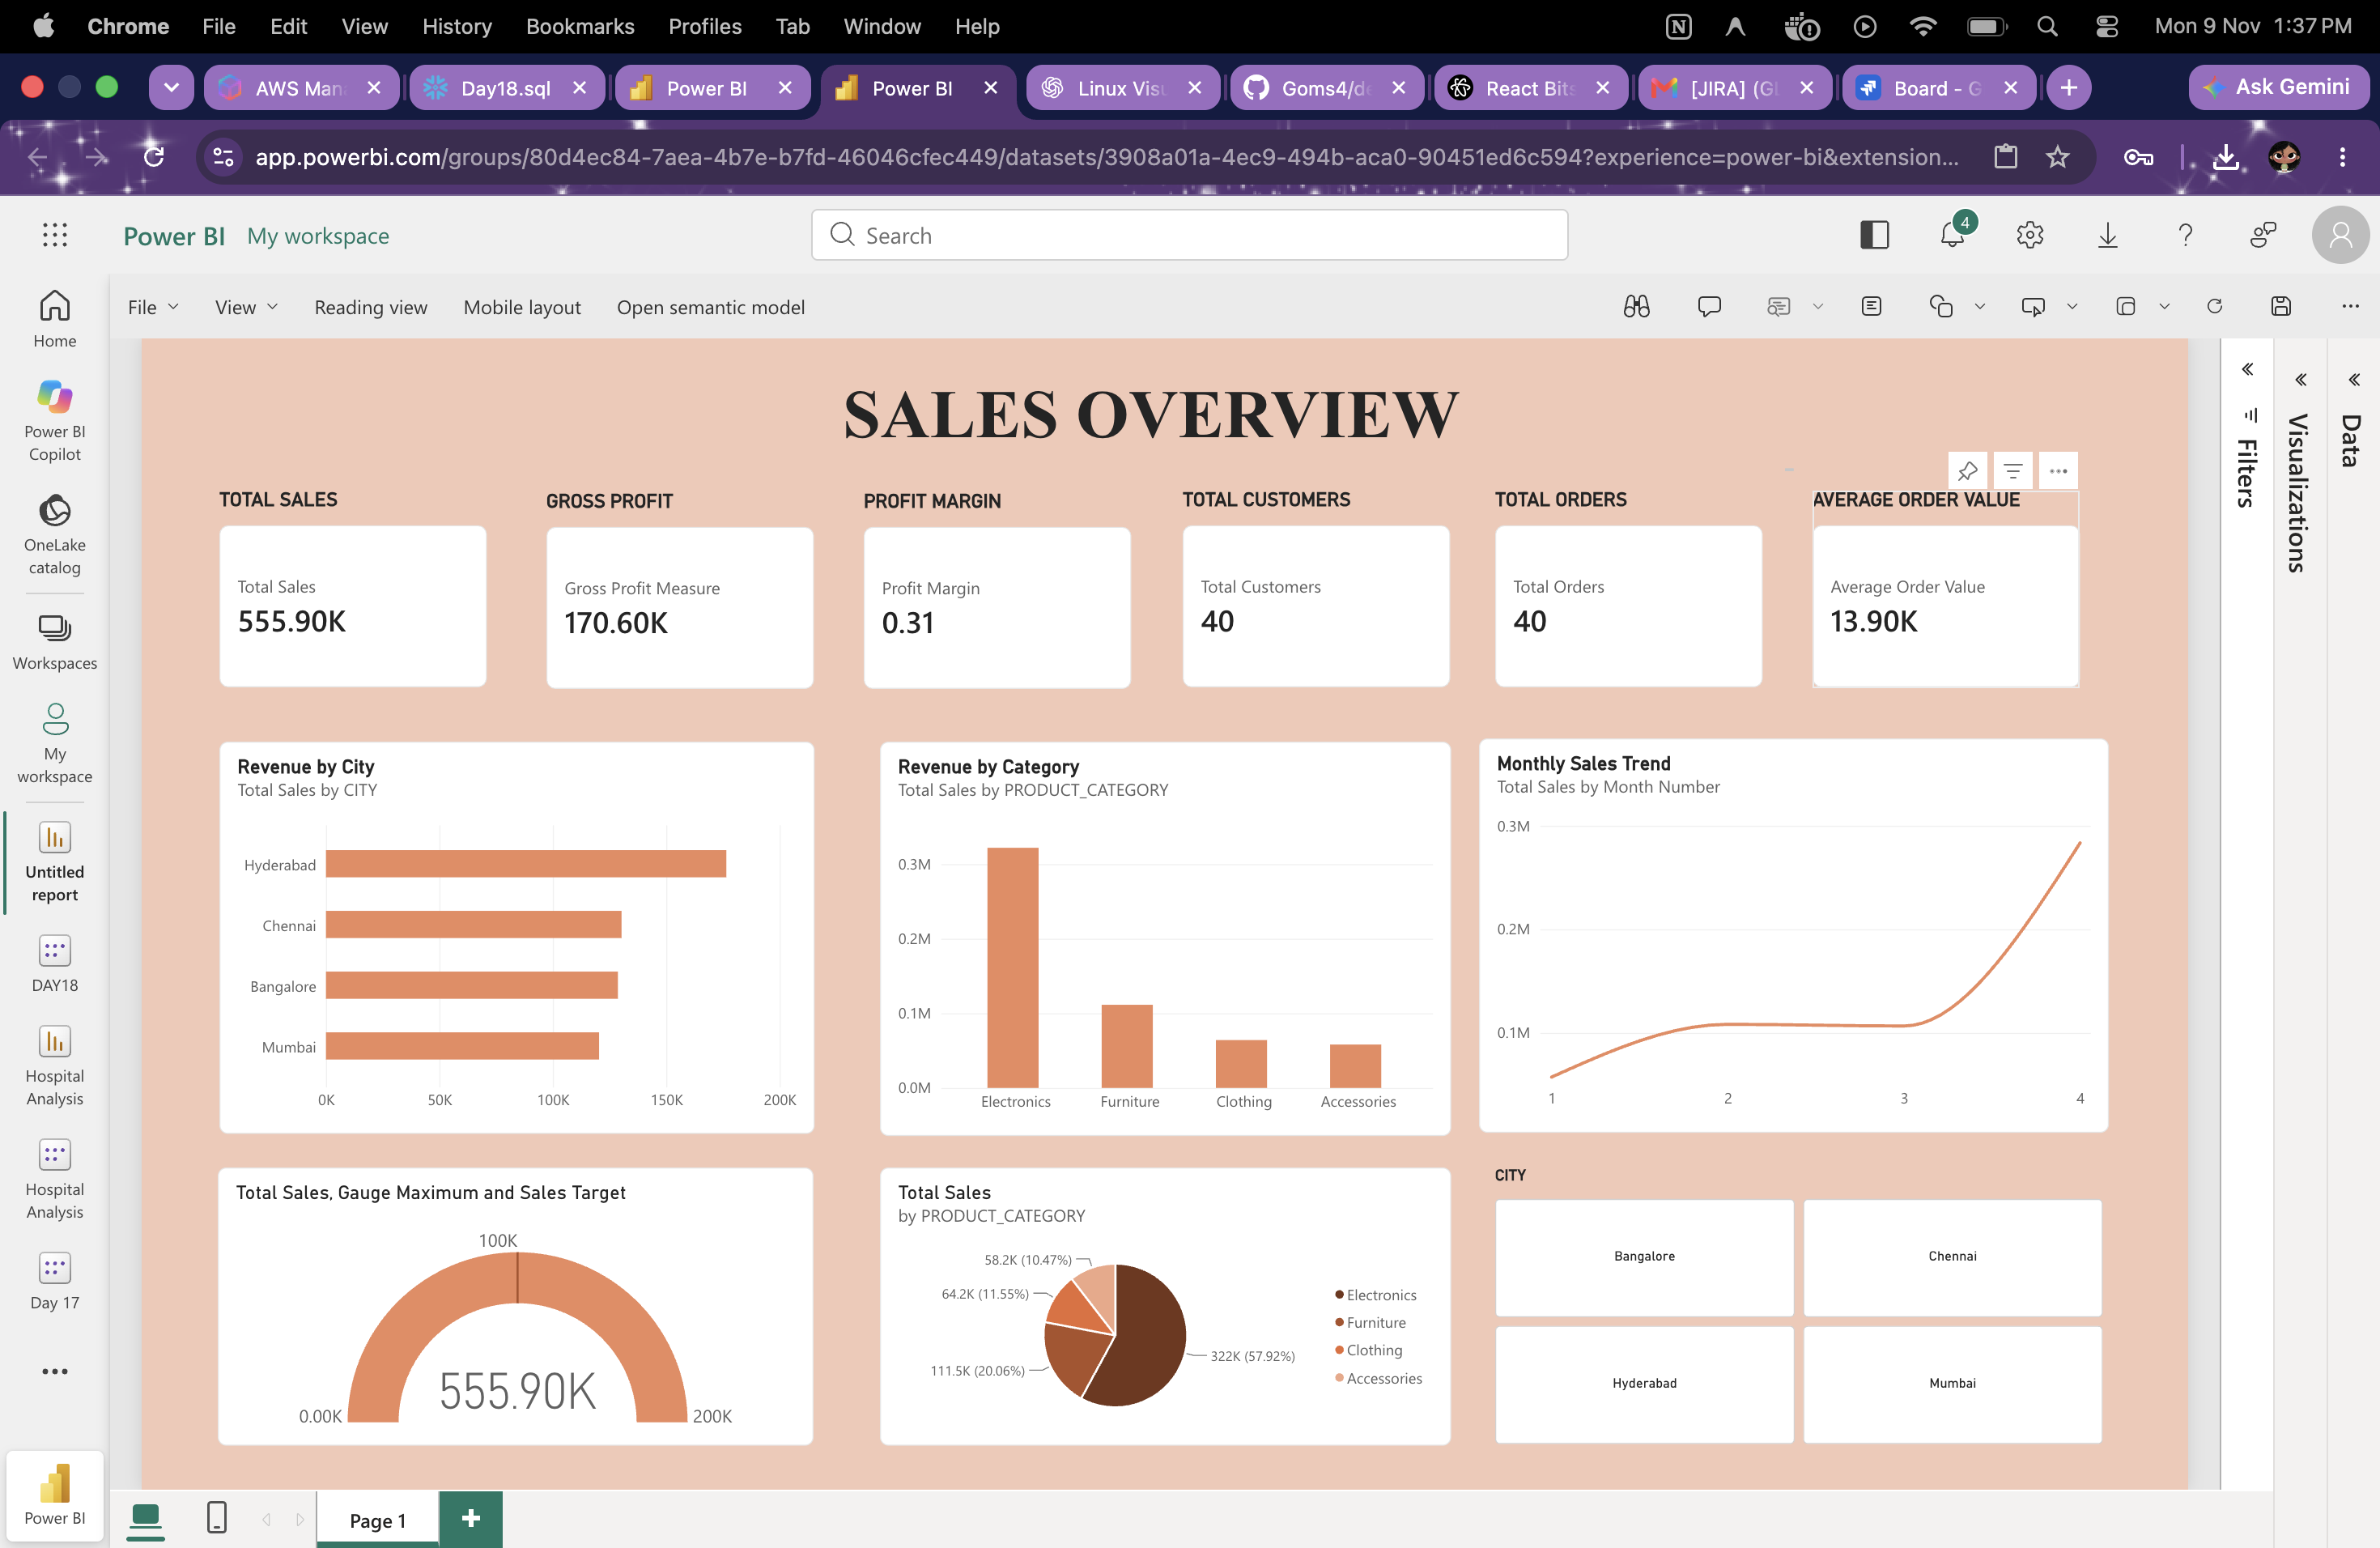 Chrome File Edit View History Bookmarks Profiles Tab Window Help Mon 9 Nov 1:37 PM
AWS Man Day18.sql Power BI Power BI Linux Vis Goms4/d React Bits [JIRA] (G Board - G Ask Gemini
app.powerbi.com/groups/80d4ec84-7aea-4b7e-b7fd-46046cfec449/datasets/3908a01a-4ec9-494b-aca0-90451ed6c594?experience=power-bi&extension...
Power BI My workspace Search 4
File View Reading view Mobile layout Open semantic model
Home
Power BI
Copilot
OneLake
catalog
Workspaces
My
workspace
Untitled
report
DAY18
Hospital
Analysis
Hospital
Analysis
Day 17
Power BI
SALES OVERVIEW
TOTAL SALES
Total Sales
555.90K
GROSS PROFIT
Gross Profit Measure
170.60K
PROFIT MARGIN
Profit Margin
0.31
TOTAL CUSTOMERS
Total Customers
40
TOTAL ORDERS
Total Orders
40
AVERAGE ORDER VALUE
Average Order Value
13.90K
Revenue by City
Total Sales by CITY
Hyderabad
Chennai
Bangalore
Mumbai
0K 50K 100K 150K 200K
Revenue by Category
Total Sales by PRODUCT_CATEGORY
0.3M
0.2M
0.1M
0.0M
Electronics Furniture Clothing Accessories
Monthly Sales Trend
Total Sales by Month Number
0.3M
0.2M
0.1M
1 2 3 4
Total Sales, Gauge Maximum and Sales Target
100K
555.90K
0.00K 200K
Total Sales
by PRODUCT_CATEGORY
58.2K (10.47%)
64.2K (11.55%)
111.5K (20.06%)
322K (57.92%)
Electronics
Furniture
Clothing
Accessories
CITY
Bangalore Chennai
Hyderabad Mumbai
Filters
Visualizations
Data
Page 1